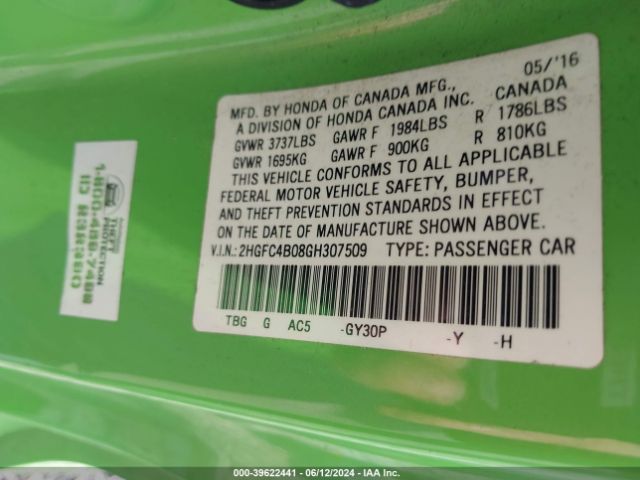 05/'16
MFD. BY HONDA OF CANADA MFG.,
A DIVISION OF HONDA CANADA INC. CANADA
GVWR 3737LBS GAWR F 1984LBS R 1786LBS
GVWR 1695KG GAWR F 900KG R 810KG
THIS VEHICLE CONFORMS TO ALL APPLICABLE
FEDERAL MOTOR VEHICLE SAFETY, BUMPER,
AND THEFT PREVENTION STANDARDS IN EFFECT
ON THE DATE OF MANUFACTURE SHOWN ABOVE.
V.I.N.: 2HGFC4B08GH307509 TYPE: PASSENGER CAR
TBG G AC5 -GY30P -Y -H
THEFT
PROTECTION
000-39622441 - 06/12/2024 - IAA Inc.